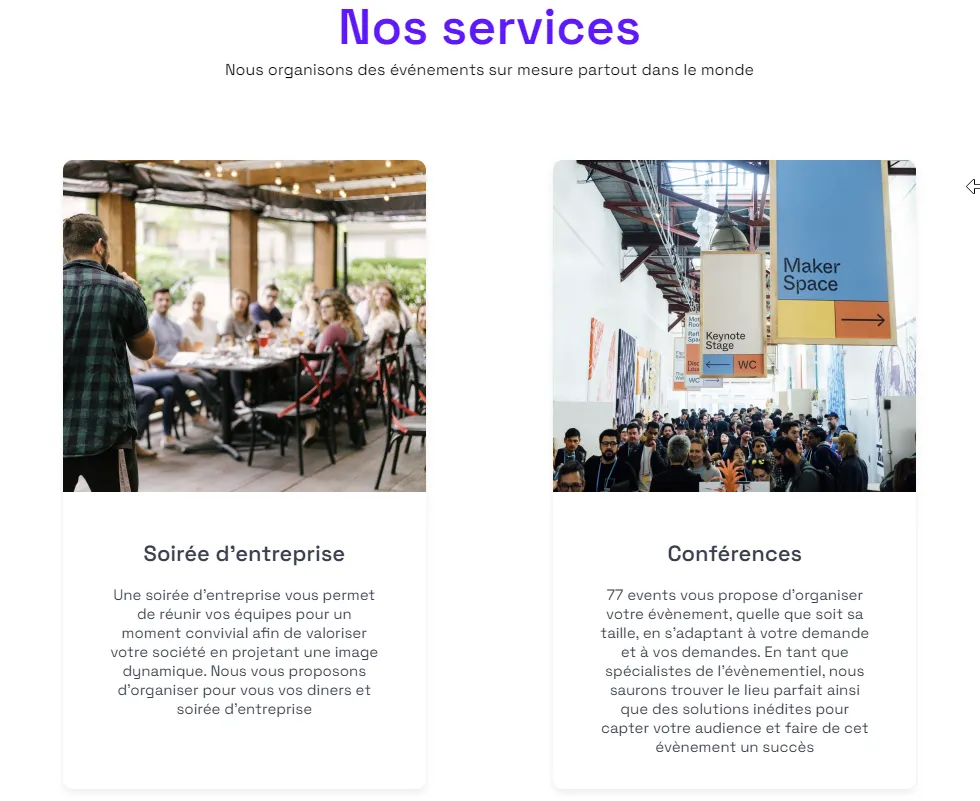 Nos services
Nous organisons des événements sur mesure partout dans le monde
Maker
Space
Keynote
Stage
WC
WC
Soirée d'entreprise
Une soirée d'entreprise vous permet
de réunir vos équipes pour un
moment convivial afin de valoriser
votre société en projetant une image
dynamique. Nous vous proposons
d'organiser pour vous vos diners et
soirée d'entreprise
Conférences
77 events vous propose d'organiser
votre évènement, quelle que soit sa
taille, en s'adaptant à votre demande
et à vos demandes. En tant que
spécialistes de l'évènementiel, nous
saurons trouver le lieu parfait ainsi
que des solutions inédites pour
capter votre audience et faire de cet
évènement un succès